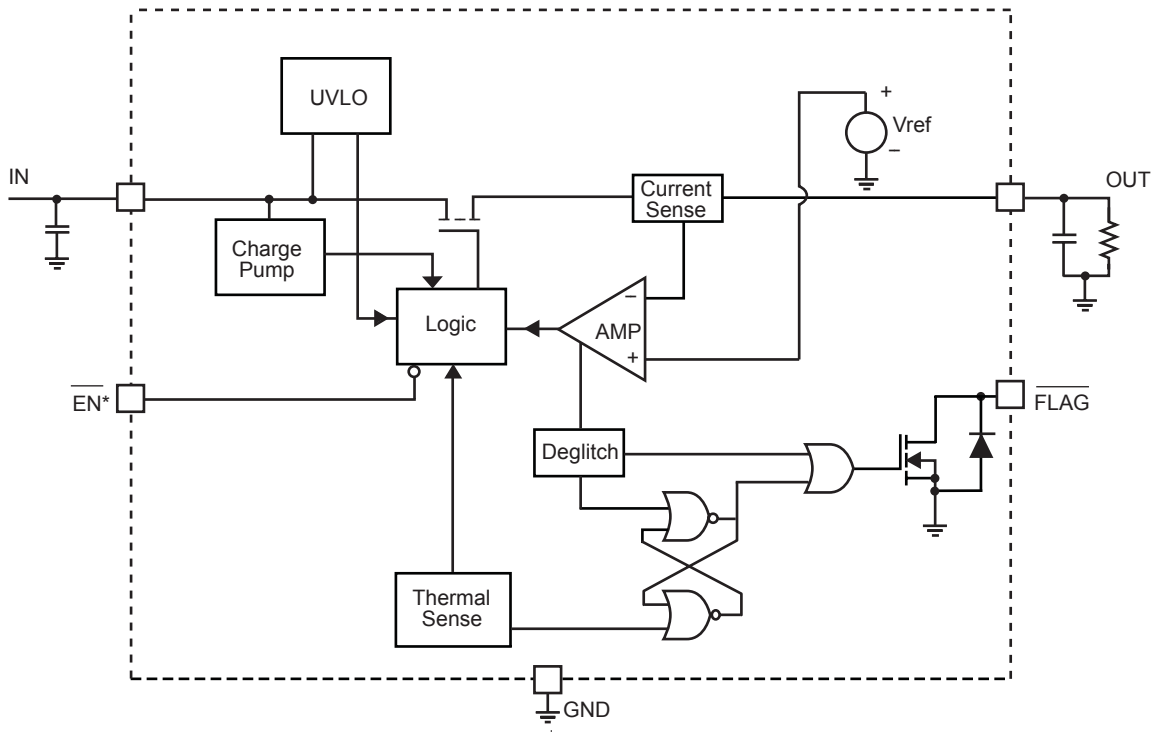 UVLO
+
Vref
–
IN
OUT
Current
Sense
Charge
Pump
–
Logic
AMP
+
EN*
FLAG
Deglitch
Thermal
Sense
GND